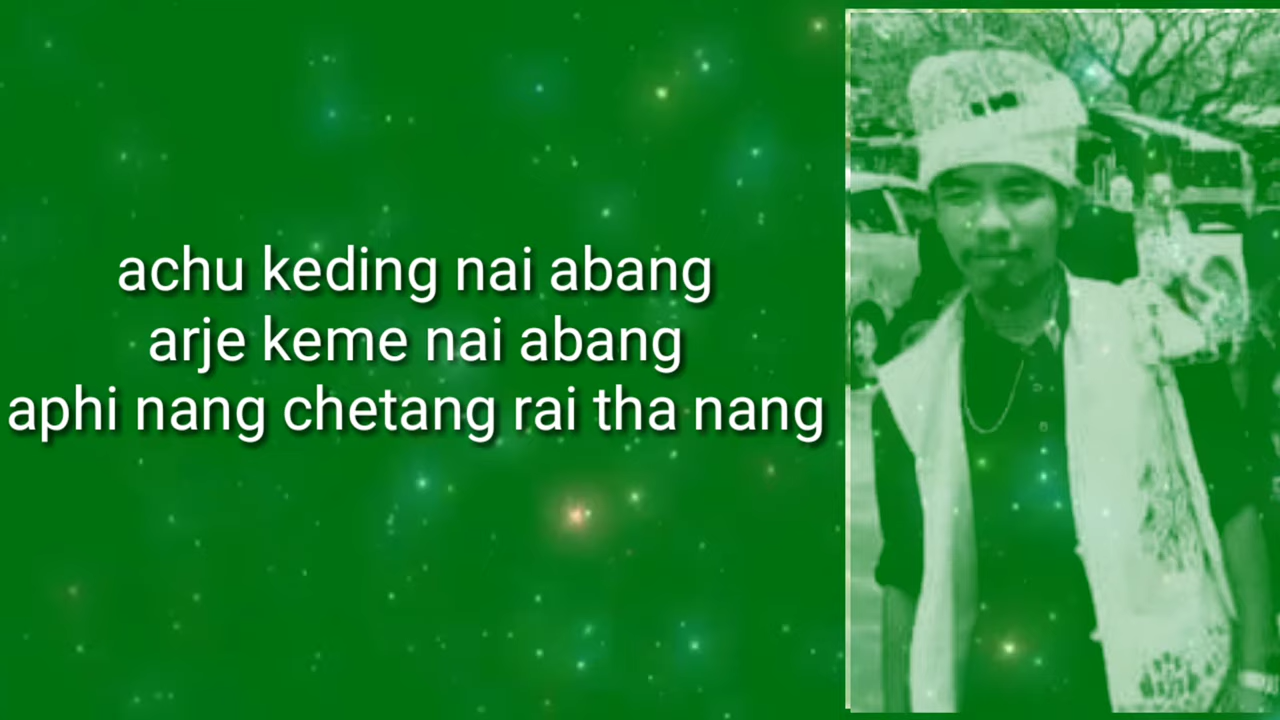 achu keding nai abang
arje keme nai abang
aphi nang chetang rai tha nang